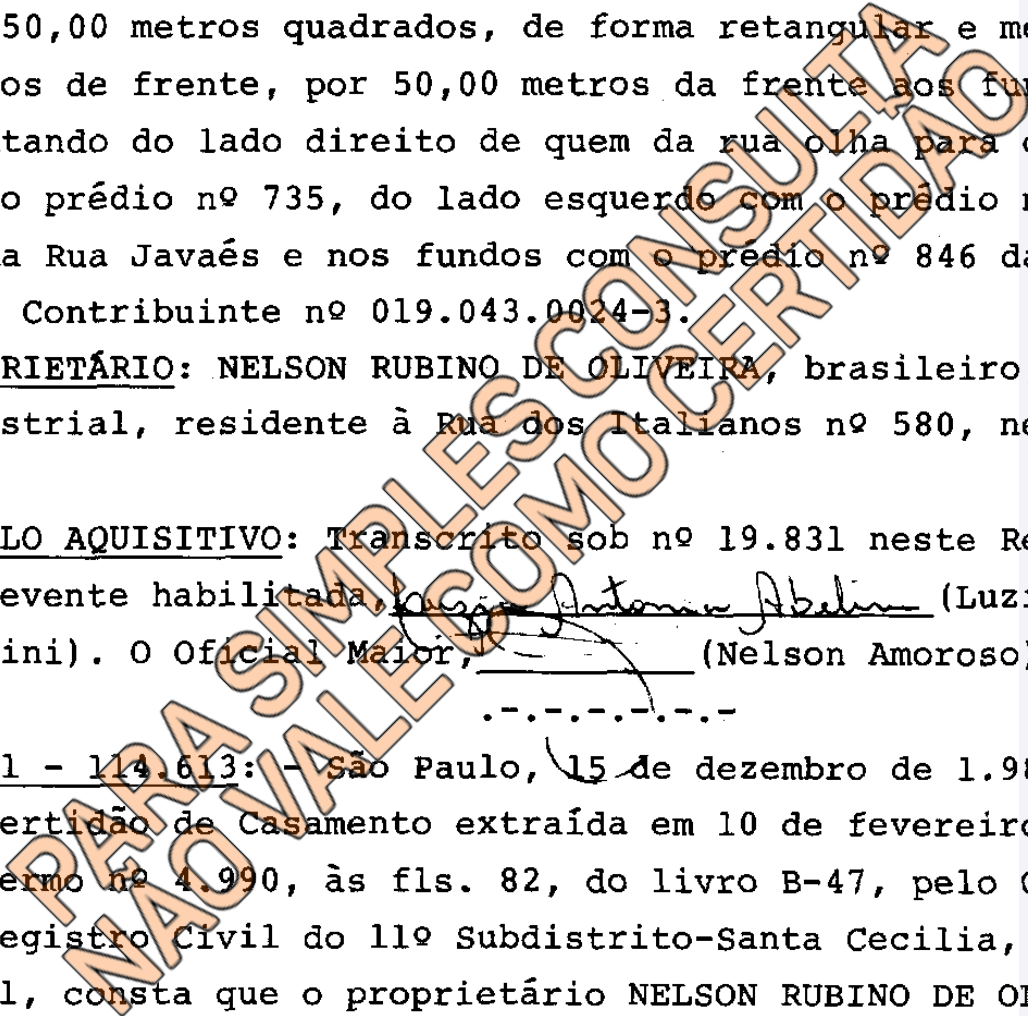 50,00 metros quadrados, de forma retangular e me
os de frente, por 50,00 metros da frente aos fun
tando do lado direito de quem da rua olha para o
o prédio nº 735, do lado esquerdo com o prédio n
a Rua Javaés e nos fundos com o prédio nº 846 da
Contribuinte nº 019.043.0024-3.
RIETÁRIO: NELSON RUBINO DE OLIVEIRA, brasileiro
strial, residente à Rua dos Italianos nº 580, ne
LO AQUISITIVO: Transcrito sob nº 19.831 neste Re
evente habilitada, Antonia (Luzi
ini). O Oficial Maior, (Nelson Amoroso)
.-.-.-.-.-.-
1 - 114.613: - São Paulo, 15 de dezembro de 1.98
ertidão de Casamento extraída em 10 de fevereiro
ermo nº 4.990, às fls. 82, do livro B-47, pelo C
egistro Civil do 11º Subdistrito-Santa Cecilia,
l, consta que o proprietário NELSON RUBINO DE OL
PARA SIMPLES CONSULTA
NÃO VALE COMO CERTIDÃO